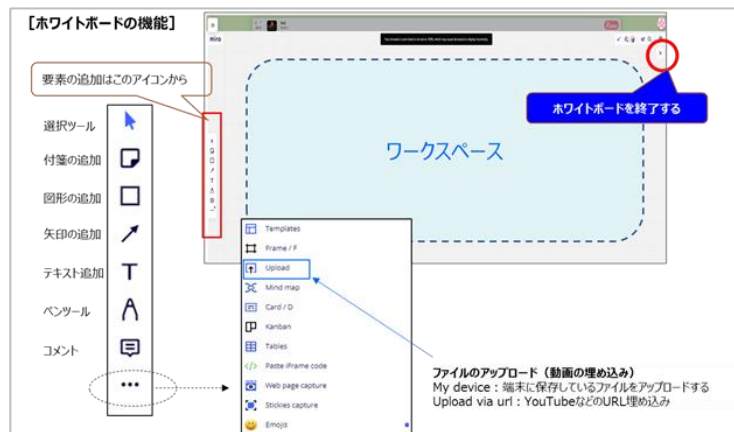 [ホワイトボードの機能]
miro
要素の追加はこのアイコンから
ホワイトボードを終了する
ワークスペース
選択ツール
付箋の追加
図形の追加
矢印の追加
テキスト追加
T
ペンツール
コメント
Templates
Frame / F
Upload
Mind map
Card / D
Kanban
Tables
Paste iFrame code
Web page capture
Stickies capture
Emojis
ファイルのアップロード（動画の埋め込み）
My device：端末に保存しているファイルをアップロードする
Upload via url：YouTubeなどのURL埋め込み